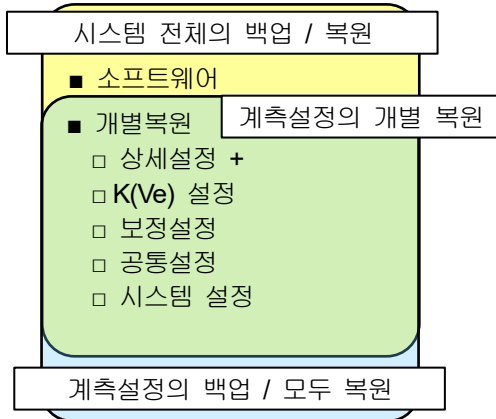 시스템 전체의 백업 / 복원
■ 소프트웨어
계측설정의 개별 복원
■ 개별복원
□ 상세설정 +
□ K(Ve) 설정
□ 보정설정
□ 공통설정
□ 시스템 설정
계측설정의 백업 / 모두 복원